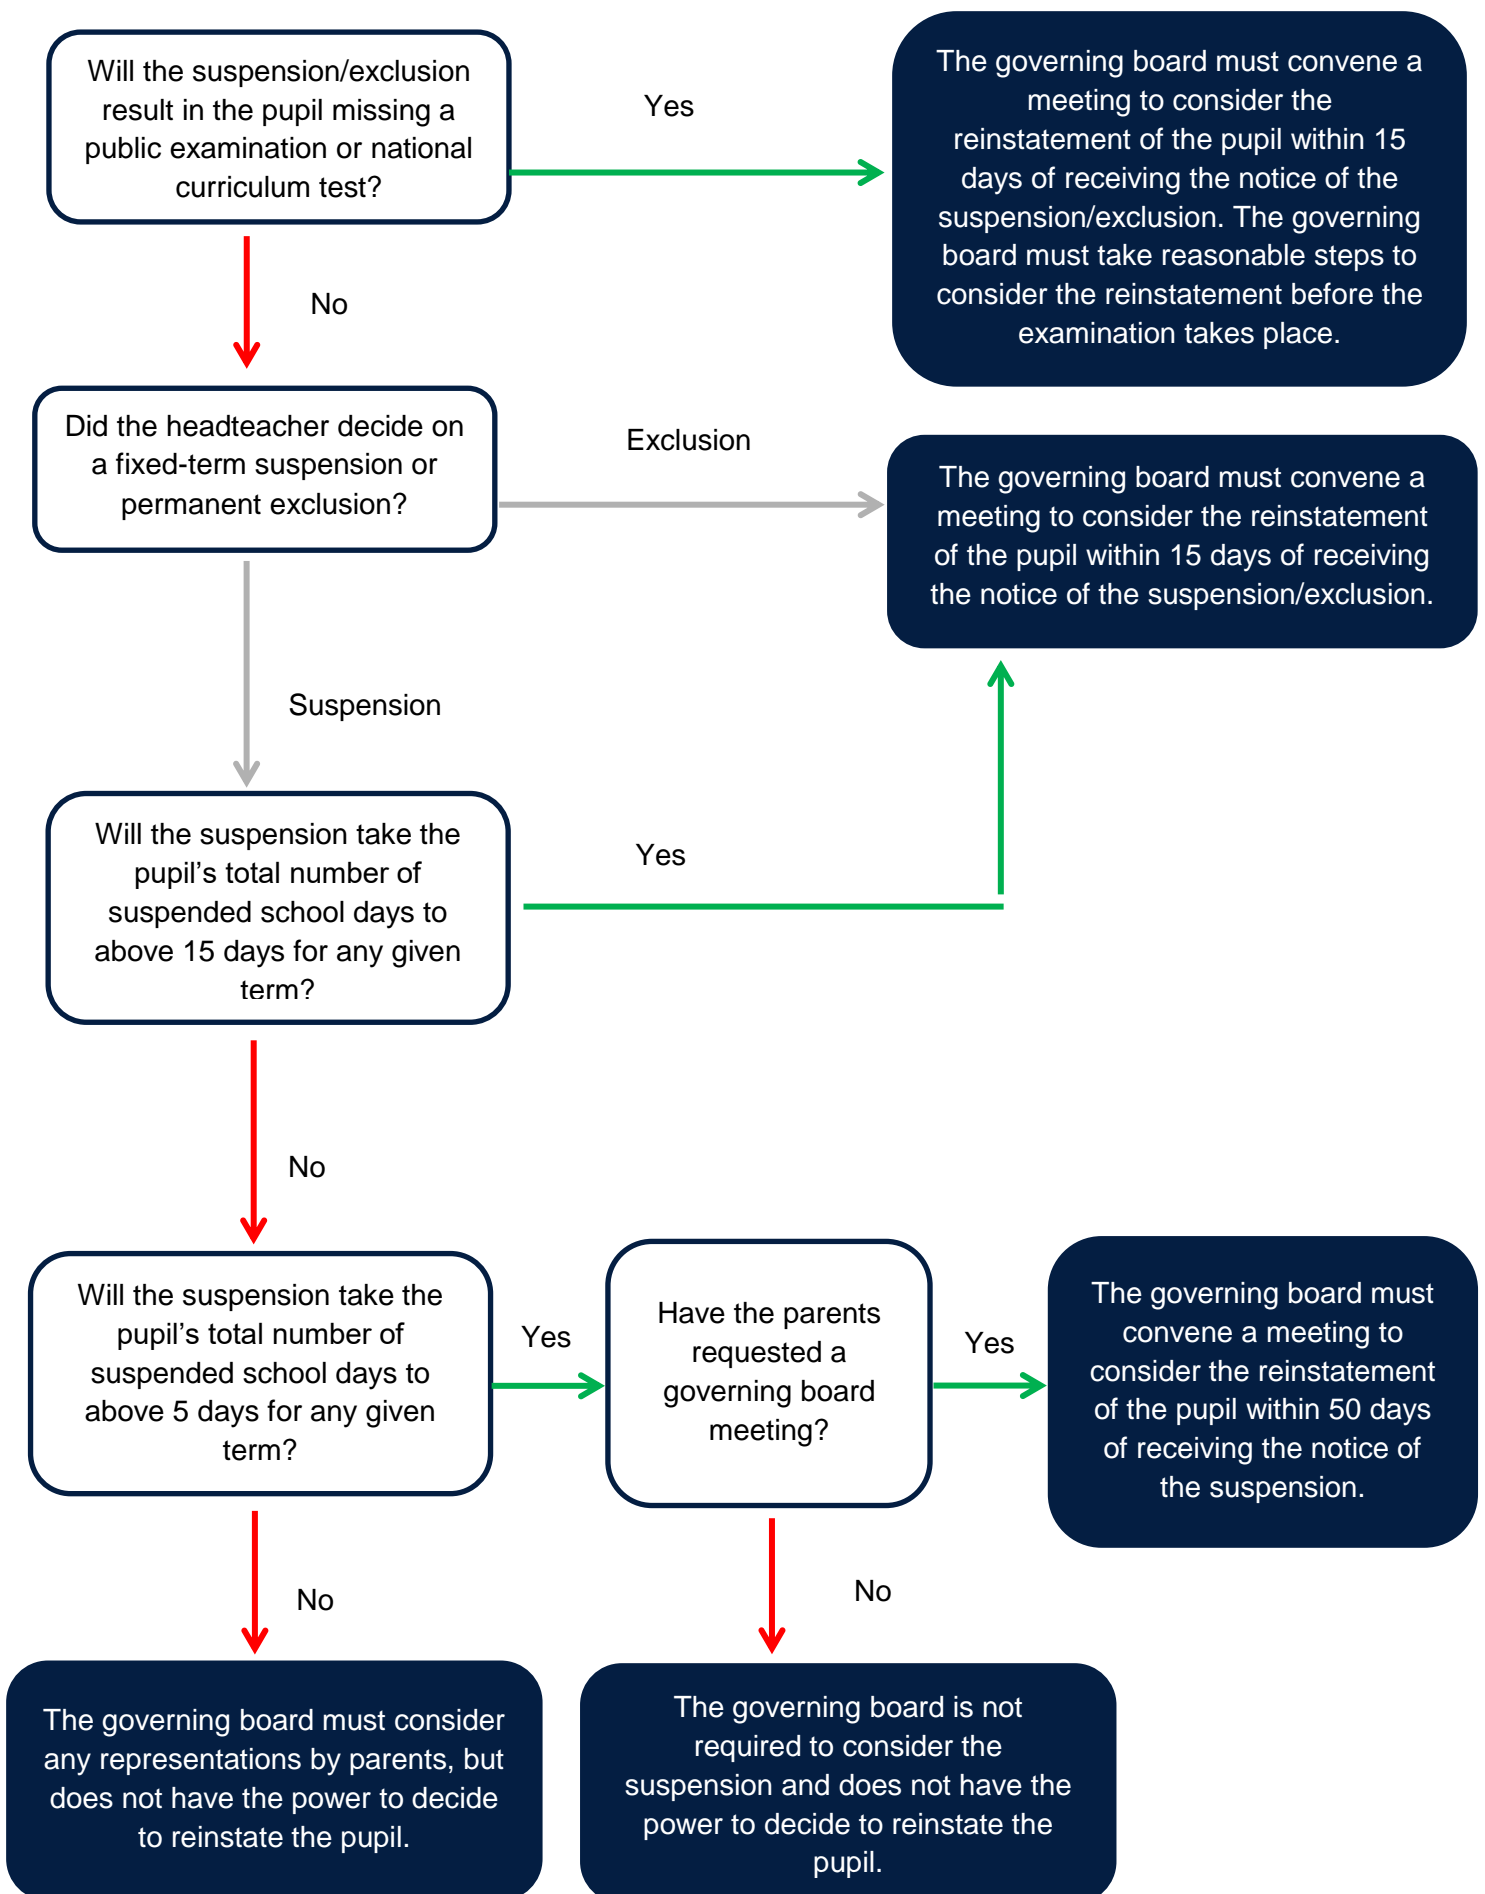 Will the suspension/exclusion
result in the pupil missing a
public examination or national
curriculum test?
Yes
The governing board must convene a
meeting to consider the
reinstatement of the pupil within 15
days of receiving the notice of the
suspension/exclusion. The governing
board must take reasonable steps to
consider the reinstatement before the
examination takes place.
No
Did the headteacher decide on
a fixed-term suspension or
permanent exclusion?
Exclusion
The governing board must convene a
meeting to consider the reinstatement
of the pupil within 15 days of receiving
the notice of the suspension/exclusion.
Suspension
Will the suspension take the
pupil’s total number of
suspended school days to
above 15 days for any given
term?
Yes
No
Will the suspension take the
pupil’s total number of
suspended school days to
above 5 days for any given
term?
Yes
Have the parents
requested a
governing board
meeting?
Yes
The governing board must
convene a meeting to
consider the reinstatement
of the pupil within 50 days
of receiving the notice of
the suspension.
No
No
The governing board must consider
any representations by parents, but
does not have the power to decide
to reinstate the pupil.
The governing board is not
required to consider the
suspension and does not have the
power to decide to reinstate the
pupil.